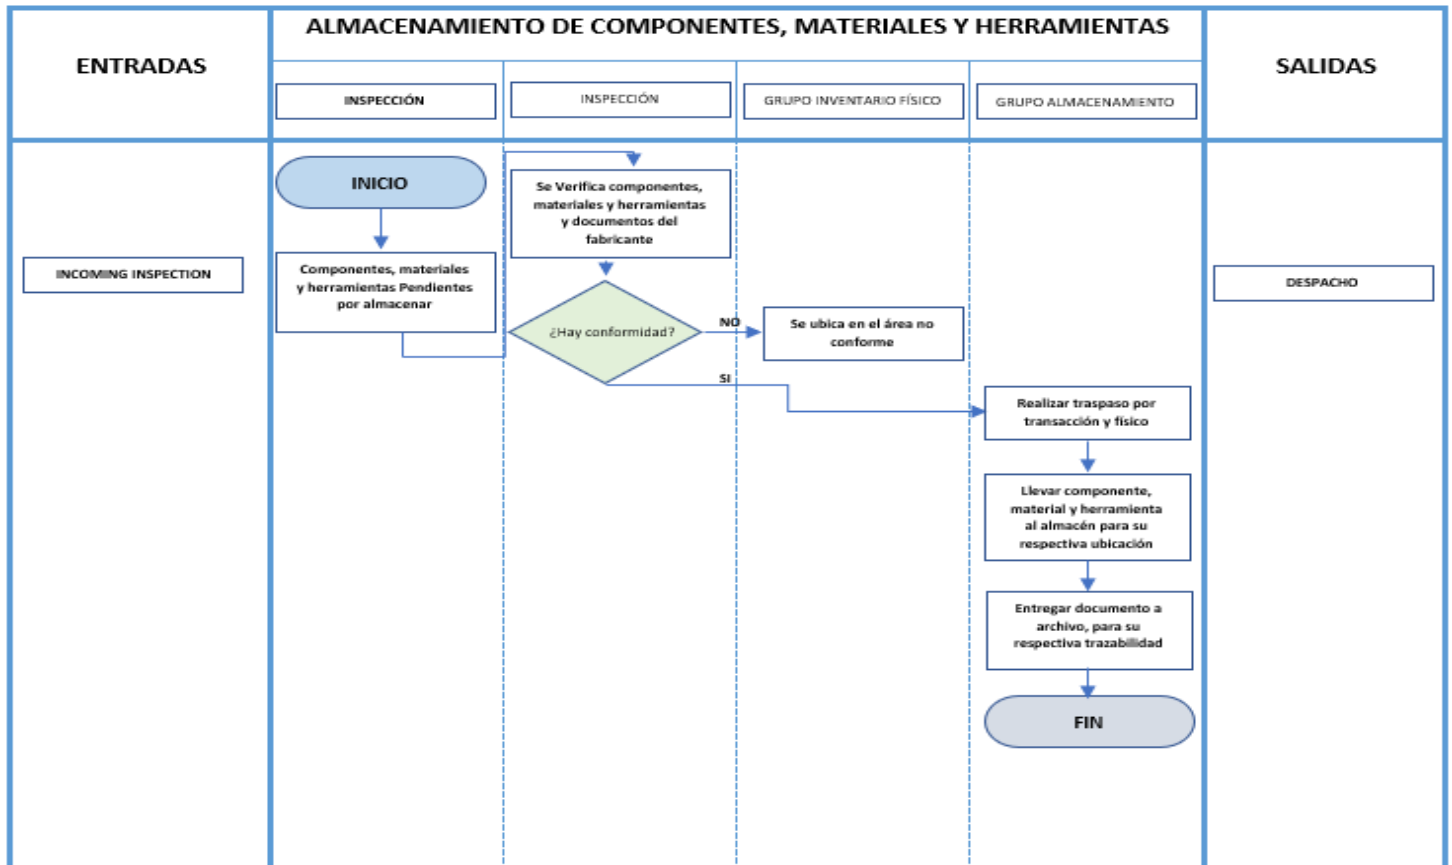 ALMACENAMIENTO DE COMPONENTES, MATERIALES Y HERRAMIENTAS
ENTRADAS
SALIDAS
INSPECCIÓN
INSPECCIÓN
GRUPO INVENTARIO FÍSICO
GRUPO ALMACENAMIENTO
INICIO
Se Verifica componentes,
materiales y herramientas
y documentos del
fabricante
INCOMING INSPECTION
Componentes, materiales
y herramientas Pendientes
por almacenar
DESPACHO
¿Hay conformidad?
NO
Se ubica en el área no
conforme
SI
Realizar traspaso por
transacción y físico
Llevar componente,
material y herramienta
al almacén para su
respectiva ubicación
Entregar documento a
archivo, para su
respectiva trazabilidad
FIN